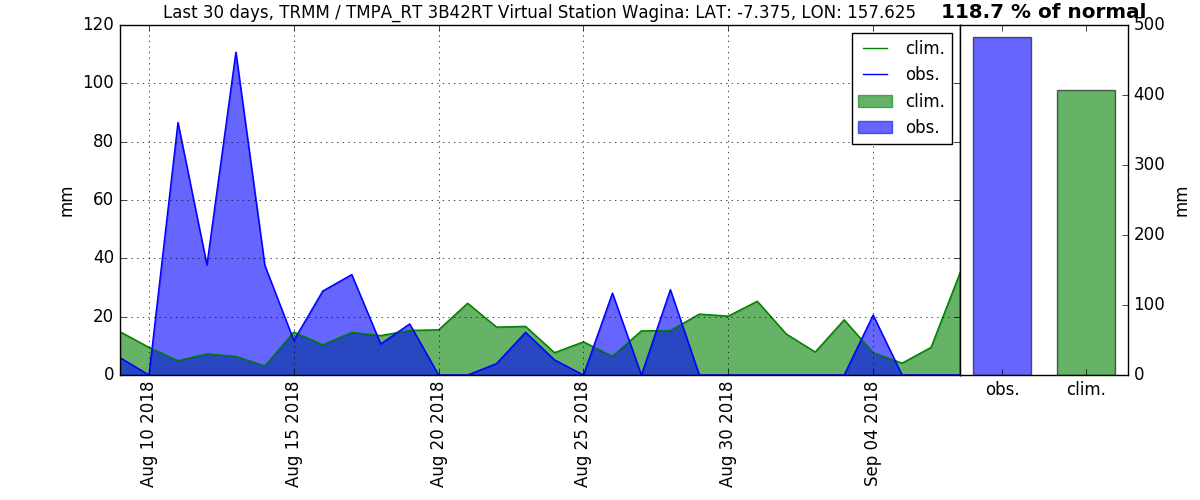 Last 30 days, TRMM / TMPA_RT 3B42RT Virtual Station Wagina: LAT: -7.375, LON: 157.625
118.7 % of normal
120
100
80
60
40
20
0
mm
clim.
obs.
clim.
obs.
Aug 10 2018
Aug 15 2018
Aug 20 2018
Aug 25 2018
Aug 30 2018
Sep 04 2018
500
400
300
200
100
0
mm
obs.
clim.